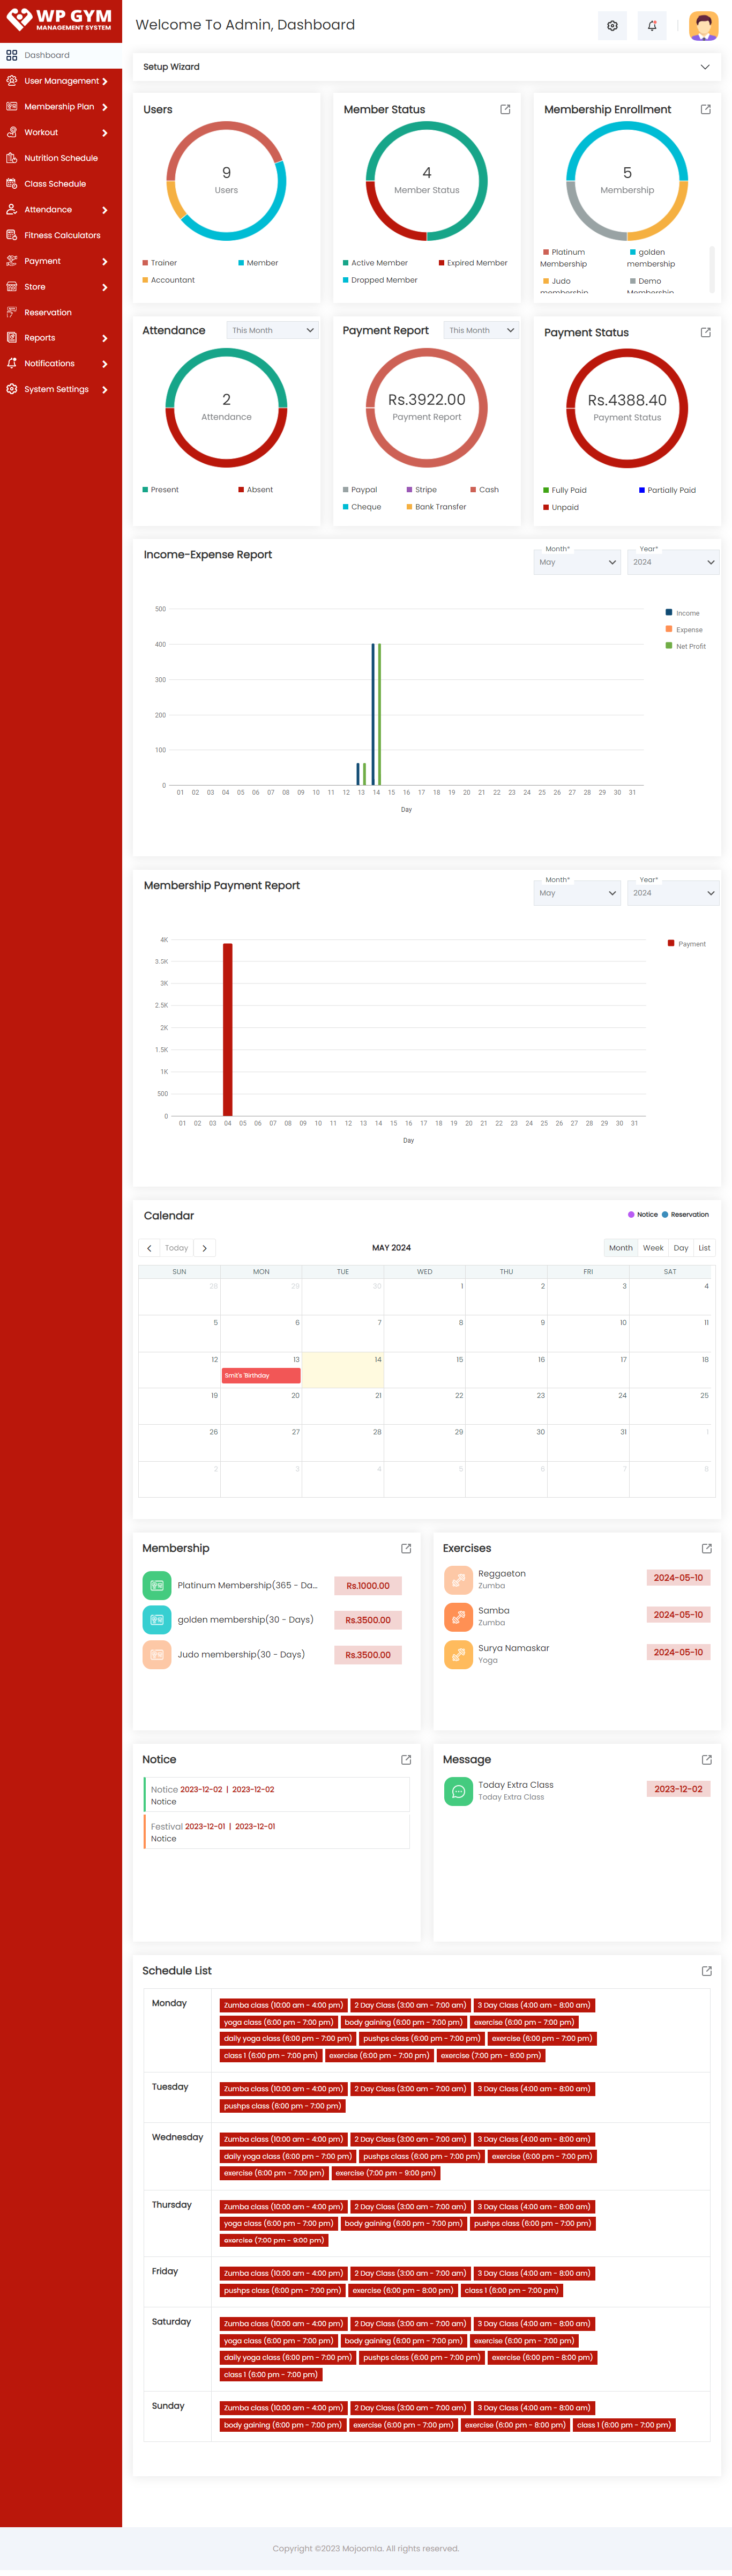 WP GYM
MANAGEMENT SYSTEM
Welcome To Admin, Dashboard
Dashboard
User Management
Membership Plan
Workout
Nutrition Schedule
Class Schedule
Attendance
Fitness Calculators
Payment
Store
Reservation
Reports
Notifications
System Settings
Setup Wizard
Users
9
Users
Trainer Member
Accountant
Member Status
4
Member Status
Active Member Expired Member
Dropped Member
Membership Enrollment
5
Membership
Platinum Membership
golden membership
Judo membership
Demo Membership
Attendance This Month
2
Attendance
Present Absent
Payment Report This Month
Rs.3922.00
Payment Report
Paypal Stripe Cash
Cheque Bank Transfer
Payment Status
Rs.4388.40
Payment Status
Fully Paid Partially Paid
Unpaid
Income-Expense Report
Month*
May
Year*
2024
500
400
300
200
100
0
01 02 03 04 05 06 07 08 09 10 11 12 13 14 15 16 17 18 19 20 21 22 23 24 25 26 27 28 29 30 31
Day
Income
Expense
Net Profit
Membership Payment Report
Month*
May
Year*
2024
4K
3.5K
3K
2.5K
2K
1.5K
1K
500
0
01 02 03 04 05 06 07 08 09 10 11 12 13 14 15 16 17 18 19 20 21 22 23 24 25 26 27 28 29 30 31
Day
Payment
Calendar
Notice Reservation
Today
MAY 2024
Month Week Day List
SUN MON TUE WED THU FRI SAT
28 29 30 1 2 3 4
5 6 7 8 9 10 11
12 13 14 15 16 17 18
Smit's 'Birthday
19 20 21 22 23 24 25
26 27 28 29 30 31 1
2 3 4 5 6 7 8
Membership
Platinum Membership(365 - Da... Rs.1000.00
golden membership(30 - Days) Rs.3500.00
Judo membership(30 - Days) Rs.3500.00
Exercises
Reggaeton 2024-05-10
Zumba
Samba 2024-05-10
Zumba
Surya Namaskar 2024-05-10
Yoga
Notice
Notice 2023-12-02 | 2023-12-02
Notice
Festival 2023-12-01 | 2023-12-01
Notice
Message
Today Extra Class 2023-12-02
Today Extra Class
Schedule List
Monday
Zumba class (10:00 am - 4:00 pm) 2 Day Class (3:00 am - 7:00 am) 3 Day Class (4:00 am - 8:00 am)
yoga class (6:00 pm - 7:00 pm) body gaining (6:00 pm - 7:00 pm) exercise (6:00 pm - 7:00 pm)
daily yoga class (6:00 pm - 7:00 pm) pushps class (6:00 pm - 7:00 pm) exercise (6:00 pm - 7:00 pm)
class 1 (6:00 pm - 7:00 pm) exercise (6:00 pm - 7:00 pm) exercise (7:00 pm - 9:00 pm)
Tuesday
Zumba class (10:00 am - 4:00 pm) 2 Day Class (3:00 am - 7:00 am) 3 Day Class (4:00 am - 8:00 am)
pushps class (6:00 pm - 7:00 pm)
Wednesday
Zumba class (10:00 am - 4:00 pm) 2 Day Class (3:00 am - 7:00 am) 3 Day Class (4:00 am - 8:00 am)
daily yoga class (6:00 pm - 7:00 pm) pushps class (6:00 pm - 7:00 pm) exercise (6:00 pm - 7:00 pm)
exercise (6:00 pm - 7:00 pm) exercise (7:00 pm - 9:00 pm)
Thursday
Zumba class (10:00 am - 4:00 pm) 2 Day Class (3:00 am - 7:00 am) 3 Day Class (4:00 am - 8:00 am)
yoga class (6:00 pm - 7:00 pm) body gaining (6:00 pm - 7:00 pm) pushps class (6:00 pm - 7:00 pm)
exercise (7:00 pm - 9:00 pm)
Friday
Zumba class (10:00 am - 4:00 pm) 2 Day Class (3:00 am - 7:00 am) 3 Day Class (4:00 am - 8:00 am)
pushps class (6:00 pm - 7:00 pm) exercise (6:00 pm - 8:00 pm) class 1 (6:00 pm - 7:00 pm)
Saturday
Zumba class (10:00 am - 4:00 pm) 2 Day Class (3:00 am - 7:00 am) 3 Day Class (4:00 am - 8:00 am)
yoga class (6:00 pm - 7:00 pm) body gaining (6:00 pm - 7:00 pm) exercise (6:00 pm - 7:00 pm)
daily yoga class (6:00 pm - 7:00 pm) pushps class (6:00 pm - 7:00 pm) exercise (6:00 pm - 8:00 pm)
class 1 (6:00 pm - 7:00 pm)
Sunday
Zumba class (10:00 am - 4:00 pm) 2 Day Class (3:00 am - 7:00 am) 3 Day Class (4:00 am - 8:00 am)
body gaining (6:00 pm - 7:00 pm) exercise (6:00 pm - 7:00 pm) exercise (6:00 pm - 8:00 pm) class 1 (6:00 pm - 7:00 pm)
Copyright ©2023 Mojoomla. All rights reserved.